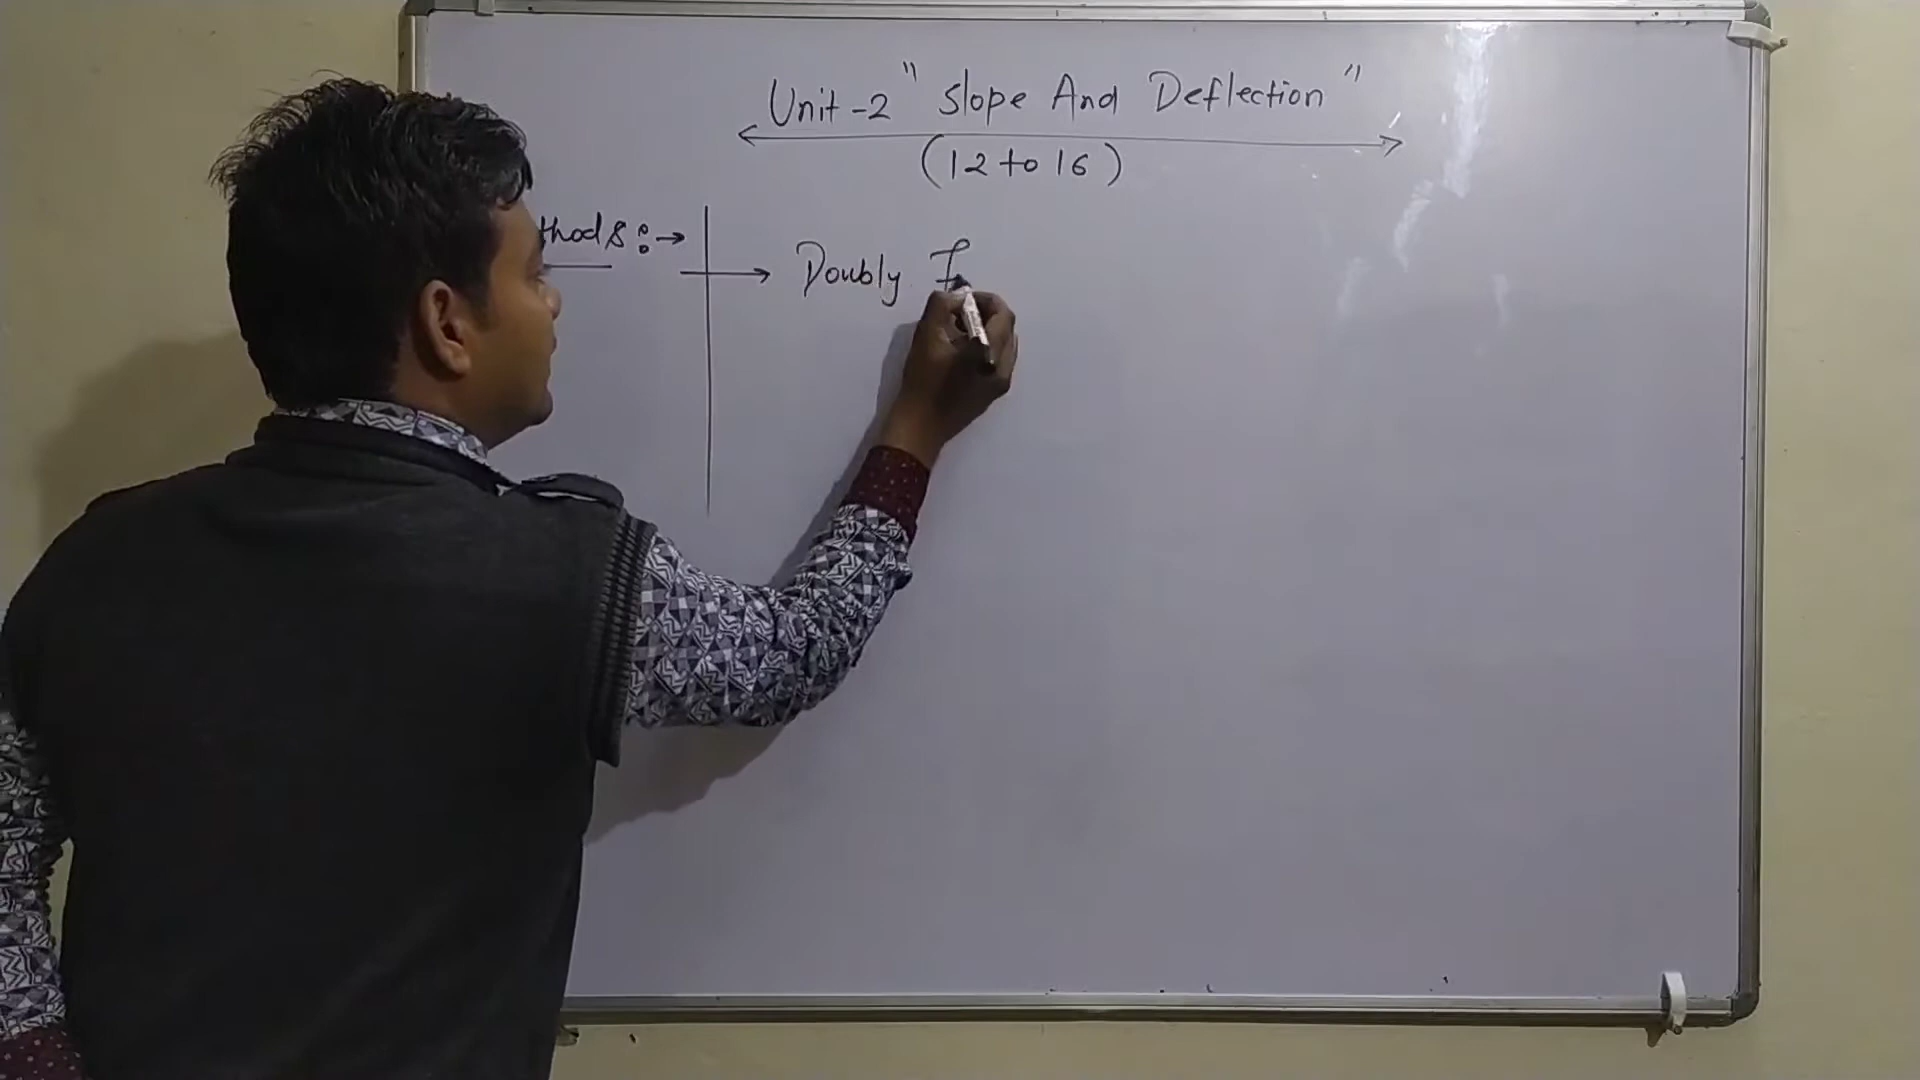 Unit-2 "Slope And Deflection"
(12 to 16)
thods :→
→ Doubly